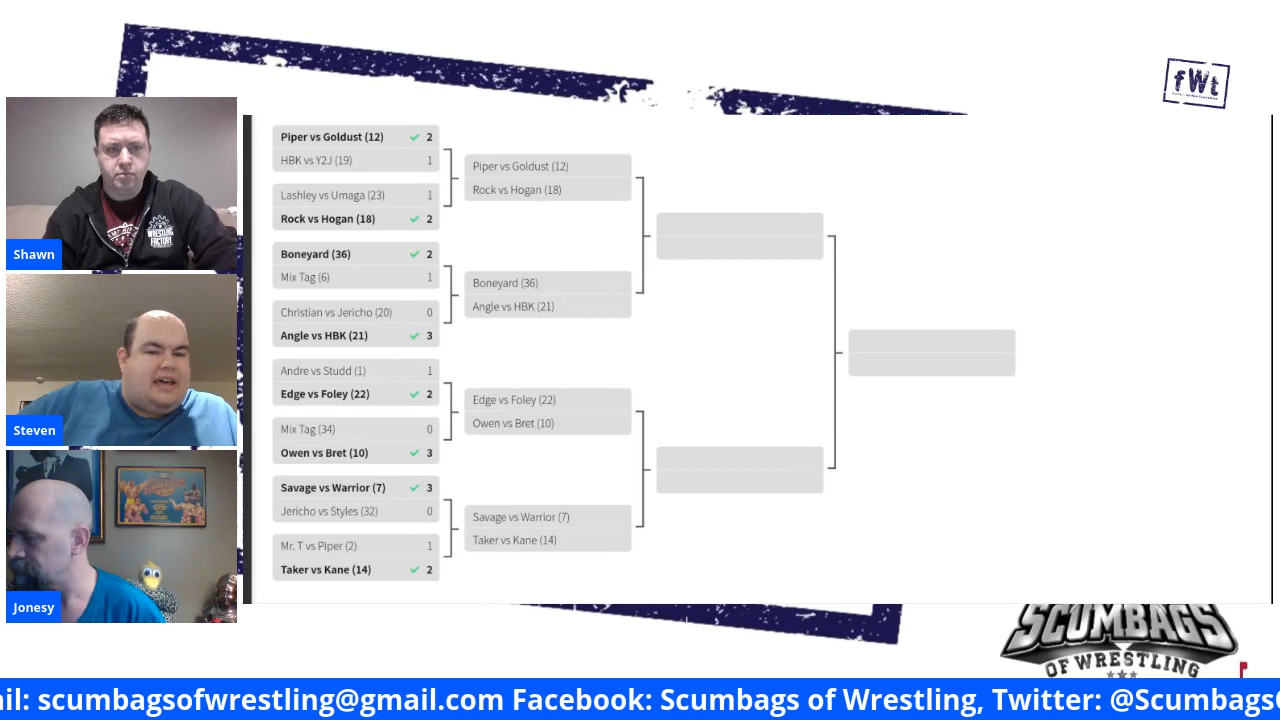 fWt
Piper vs Goldust (12) 2
HBK vs Y2J (19) 1
Lashley vs Umaga (23) 1
Rock vs Hogan (18) 2
Boneyard (36) 2
Mix Tag (6) 1
Christian vs Jericho (20) 0
Angle vs HBK (21) 3
Andre vs Studd (1) 1
Edge vs Foley (22) 2
Mix Tag (34) 0
Owen vs Bret (10) 3
Savage vs Warrior (7) 3
Jericho vs Styles (32) 0
Mr. T vs Piper (2) 1
Taker vs Kane (14) 2
Piper vs Goldust (12)
Rock vs Hogan (18)
Boneyard (36)
Angle vs HBK (21)
Edge vs Foley (22)
Owen vs Bret (10)
Savage vs Warrior (7)
Taker vs Kane (14)
WRESTLING
FACTORY
Shawn
Steven
Jonesy
SCUMBAGS
OF WRESTLING
il: scumbagsofwrestling@gmail.com Facebook: Scumbags of Wrestling, Twitter: @Scumbags